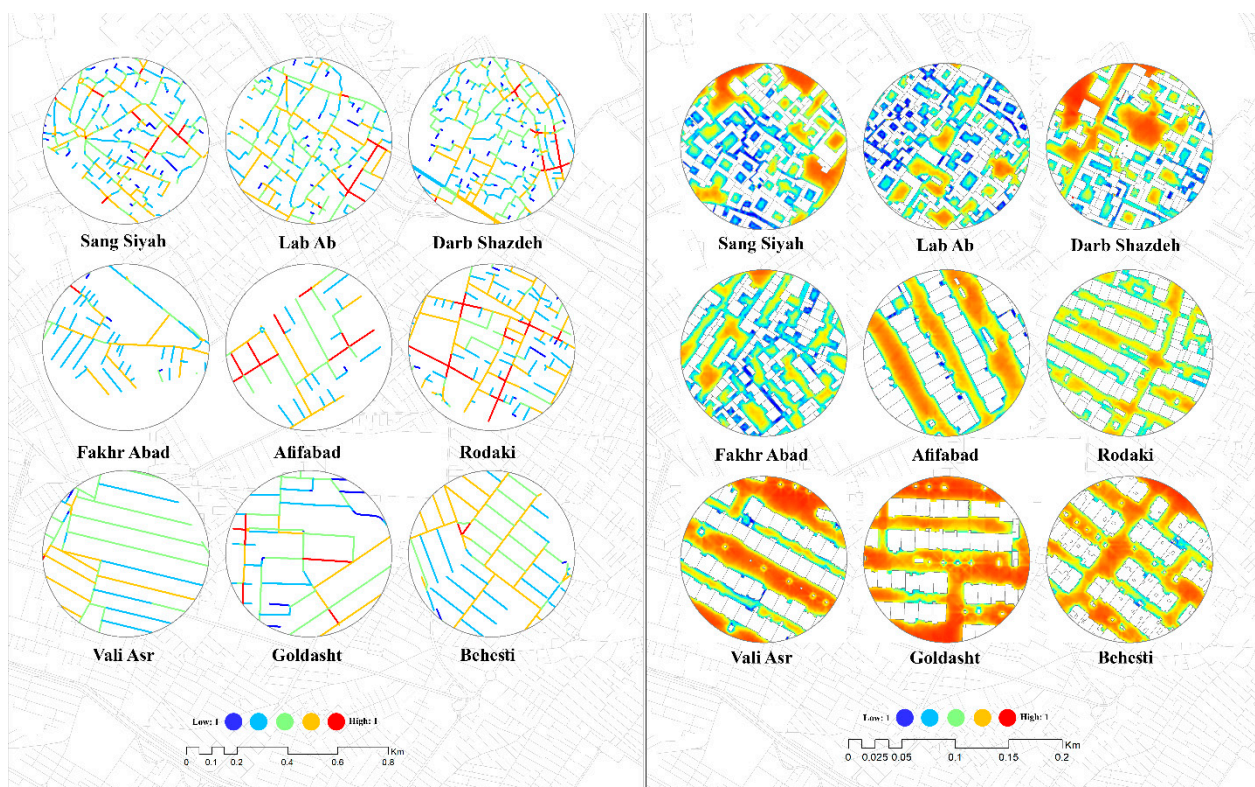 Sang Siyah
Lab Ab
Darb Shazdeh
Fakhr Abad
Afifabad
Rodaki
Vali Asr
Goldasht
Behesti
Low: 1
High: 1
Km
0 0.1 0.2 0.4 0.6 0.8
Sang Siyah
Lab Ab
Darb Shazdeh
Fakhr Abad
Afifabad
Rodaki
Vali Asr
Goldasht
Behesti
Low: 1
High: 1
Km
0 0.025 0.05 0.1 0.15 0.2